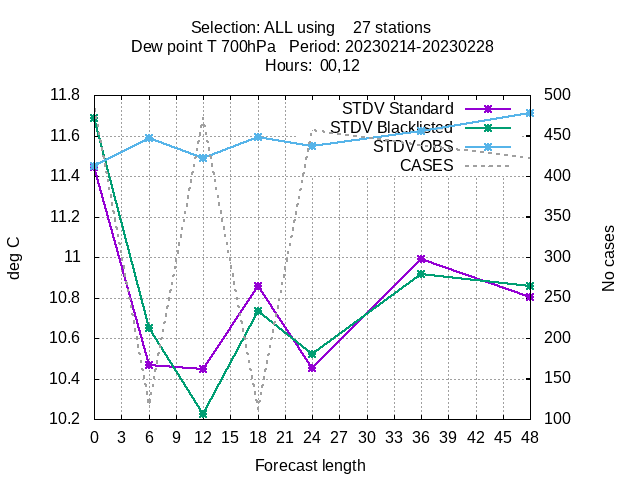 Selection: ALL using    27 stations
Dew point T 700hPa   Period: 20230214-20230228
Hours:  00,12
11.8
11.6
11.4
11.2
11
10.8
10.6
10.4
10.2
500
450
400
350
300
250
200
150
100
STDV Standard
STDV Blacklisted
STDV OBS
CASES
deg C
No cases
0 3 6 9 12 15 18 21 24 27 30 33 36 39 42 45 48
Forecast length